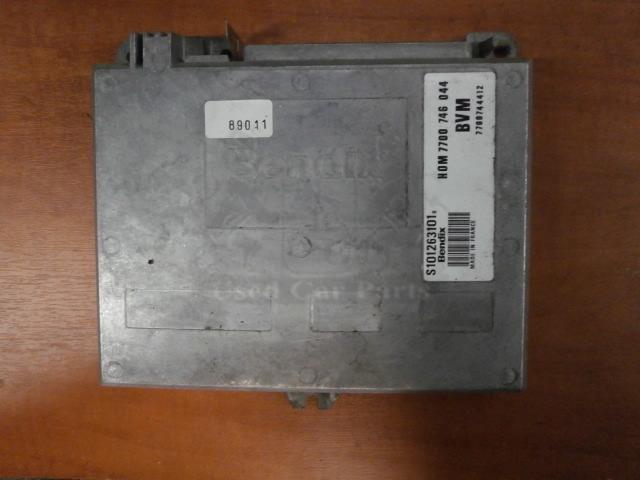 89011
Bendix
HOM 7700 746 044
BVM
7700744412
S101263101
Bendix
MADE IN FRANCE
Used Car Parts